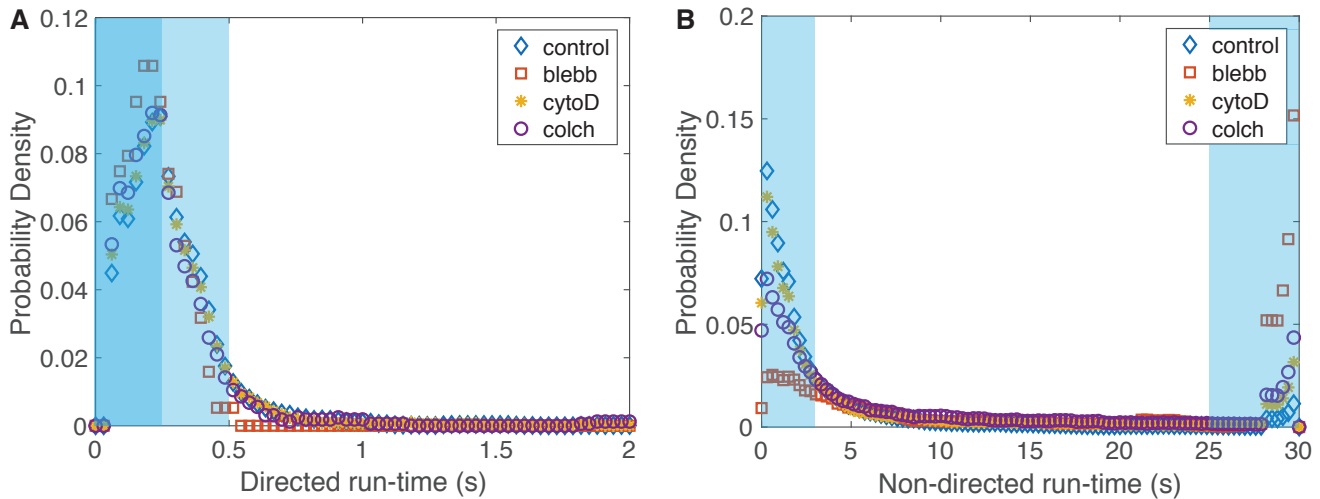 A
0.12
0.1
0.08
0.06
0.04
0.02
0
Probability Density
0
0.5
1
1.5
2
Directed run-time (s)
control
blebb
cytoD
colch
B
0.2
0.15
0.1
0.05
0
Probability Density
0
5
10
15
20
25
30
Non-directed run-time (s)
control
blebb
cytoD
colch